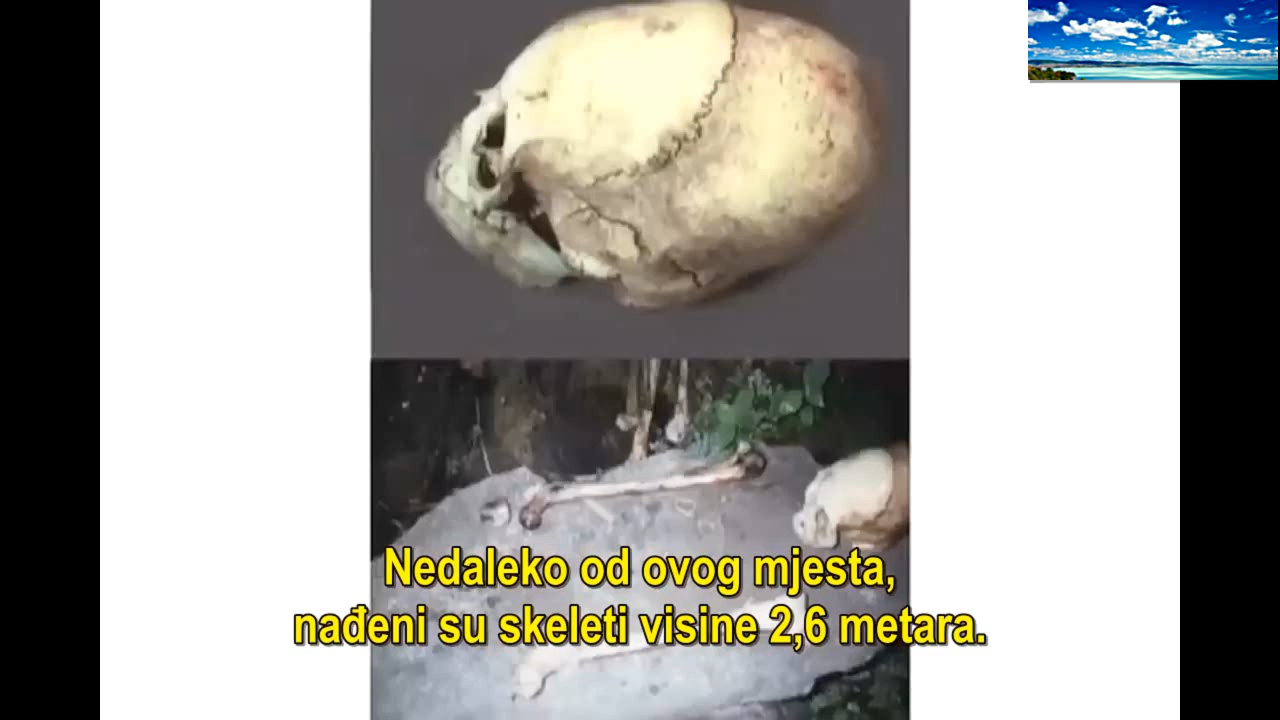 Nedaleko od ovog mjesta,
nađeni su skeleti visine 2,6 metara.